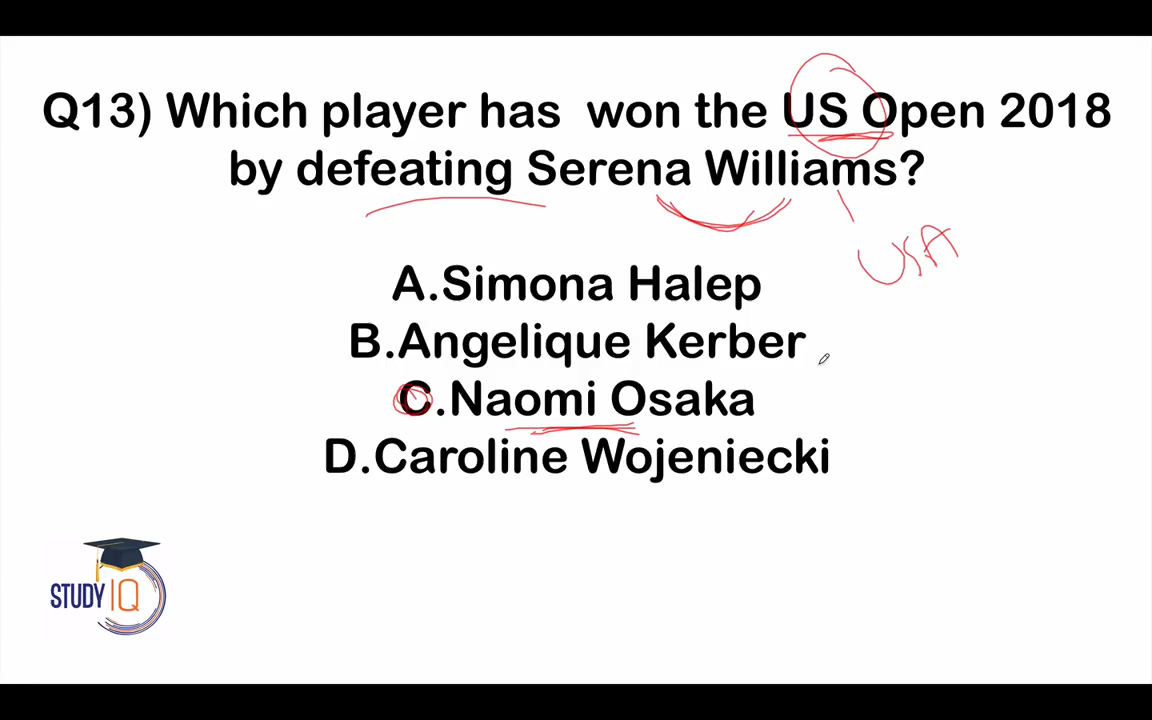 Q13) Which player has won the US Open 2018
by defeating Serena Williams?
USA
A.Simona Halep
B.Angelique Kerber
C.Naomi Osaka
D.Caroline Wojeniecki
STUDY IQ